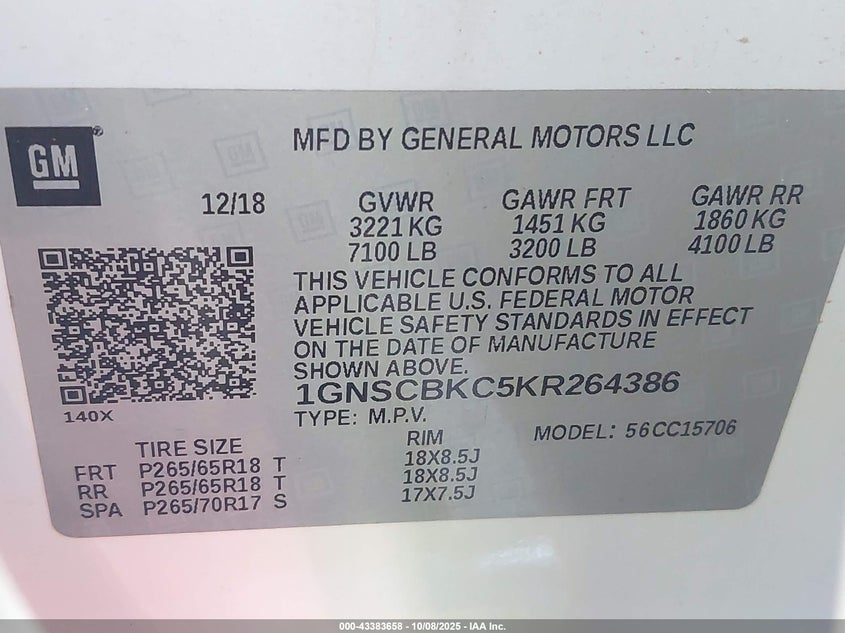 GM
MFD BY GENERAL MOTORS LLC
12/18 GVWR GAWR FRT GAWR RR
3221 KG 1451 KG 1860 KG
7100 LB 3200 LB 4100 LB
THIS VEHICLE CONFORMS TO ALL
APPLICABLE U.S. FEDERAL MOTOR
VEHICLE SAFETY STANDARDS IN EFFECT
ON THE DATE OF MANUFACTURE
SHOWN ABOVE.
1GNSCBKC5KR264386
140X TYPE: M.P.V.
TIRE SIZE RIM MODEL: 56CC15706
FRT P265/65R18 T 18X8.5J
RR P265/65R18 T 18X8.5J
SPA P265/70R17 S 17X7.5J
000-43383658 - 10/08/2025 - IAA Inc.